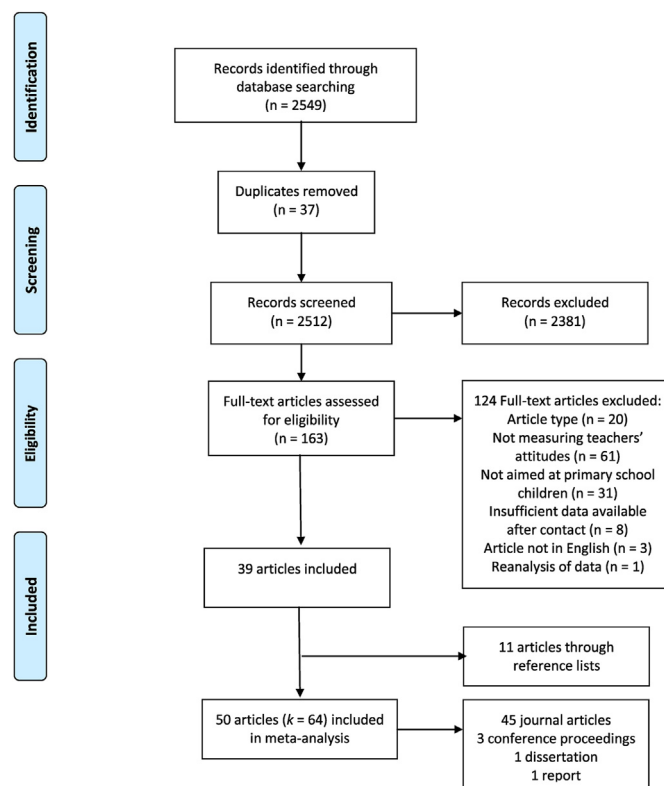 Identification
Records identified through
database searching
(n = 2549)
Duplicates removed
(n = 37)
Screening
Records screened
(n = 2512)
Records excluded
(n = 2381)
Eligibility
Full-text articles assessed
for eligibility
(n = 163)
124 Full-text articles excluded:
Article type (n = 20)
Not measuring teachers’
attitudes (n = 61)
Not aimed at primary school
children (n = 31)
Insufficient data available
after contact (n = 8)
Article not in English (n = 3)
Reanalysis of data (n = 1)
Included
39 articles included
11 articles through
reference lists
50 articles (k = 64) included
in meta-analysis
45 journal articles
3 conference proceedings
1 dissertation
1 report